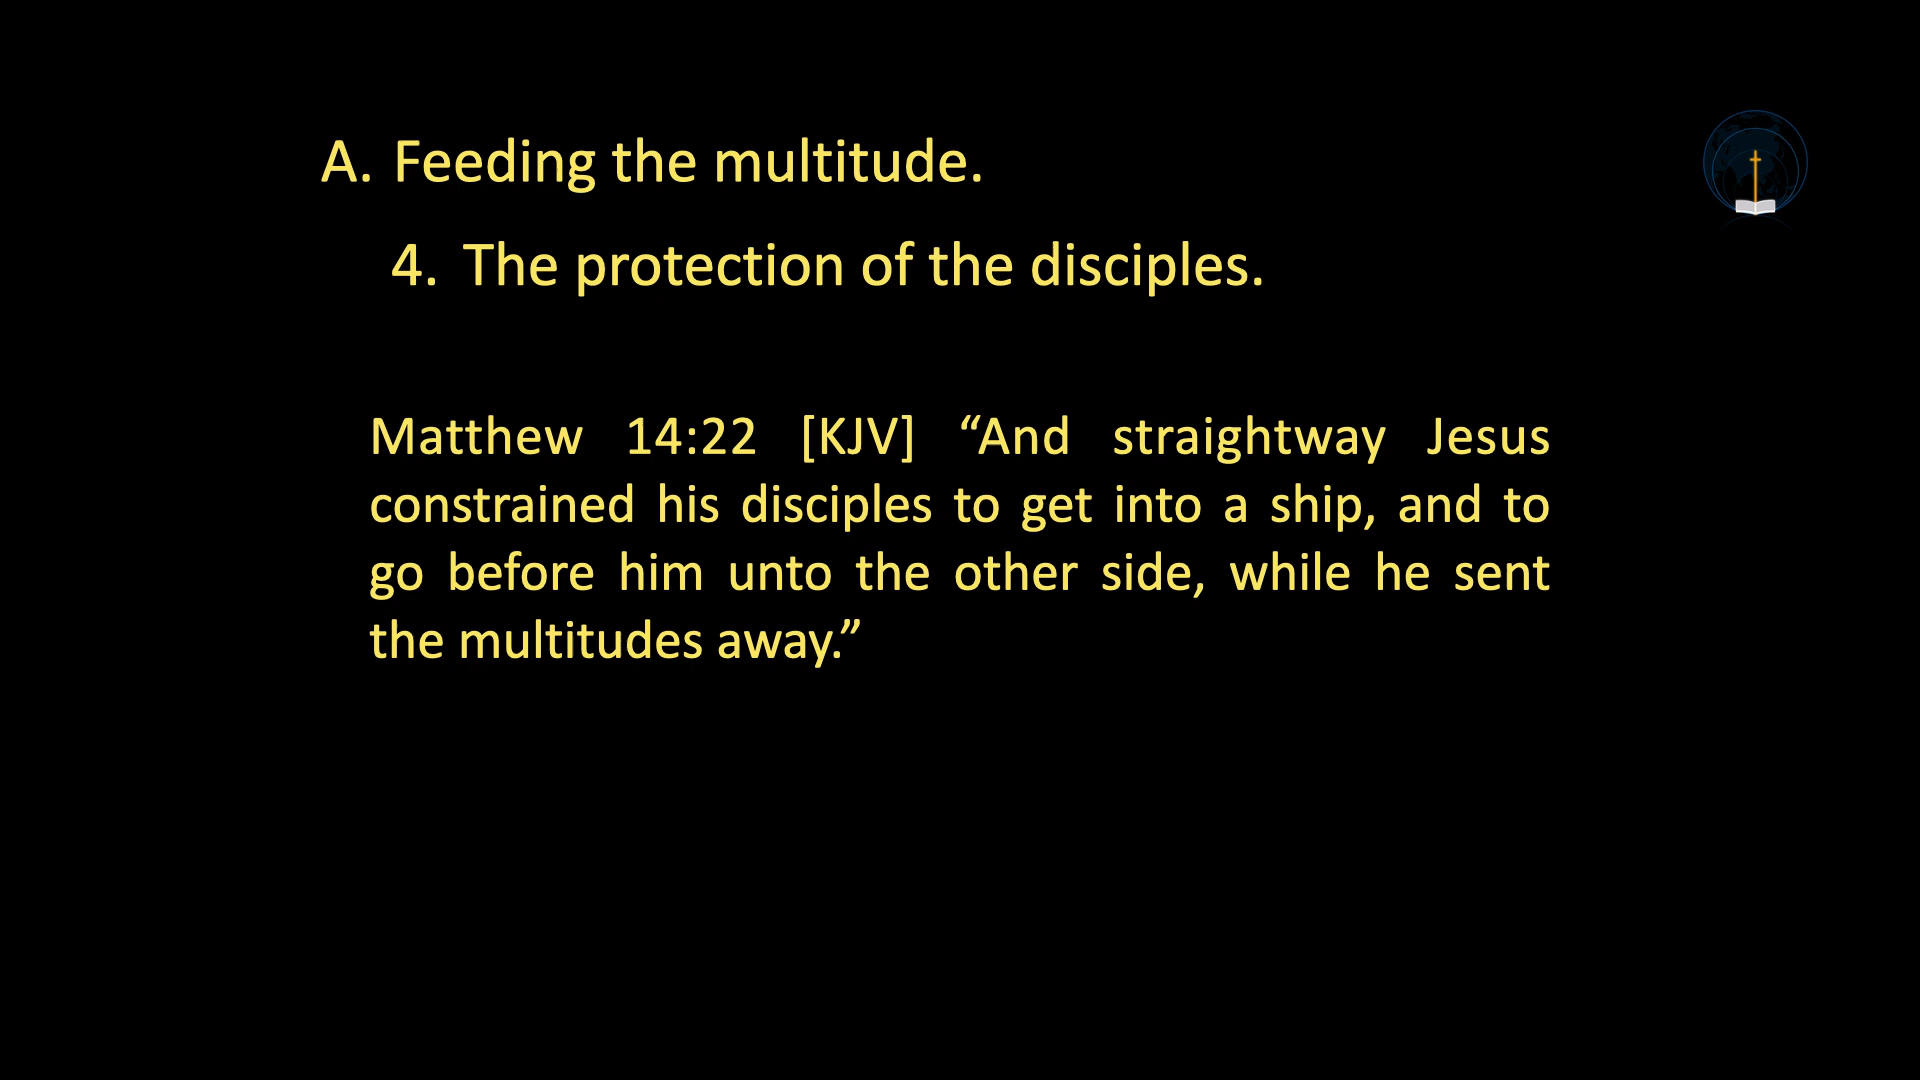 A. Feeding the multitude.
4. The protection of the disciples.
Matthew 14:22 [KJV] “And straightway Jesus
constrained his disciples to get into a ship, and to
go before him unto the other side, while he sent
the multitudes away.”